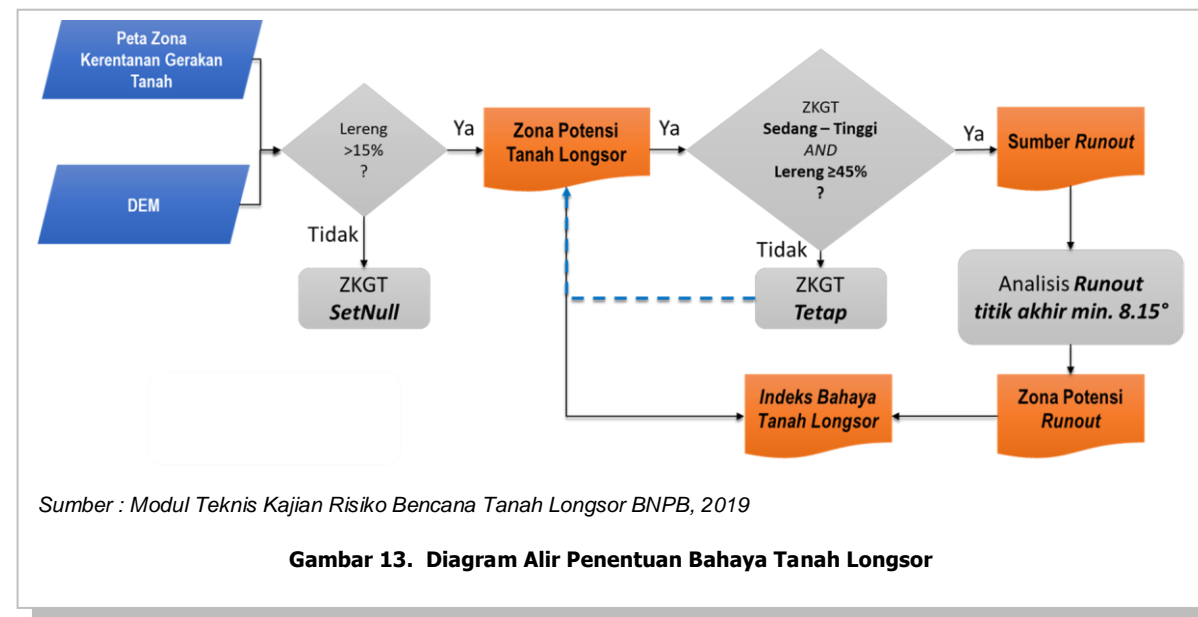 Peta Zona
Kerentanan Gerakan
Tanah
DEM
Lereng
>15%
?
Ya
Tidak
ZKGT
SetNull
Zona Potensi
Tanah Longsor
Ya
ZKGT
Sedang – Tinggi
AND
Lereng ≥45%
?
Ya
Tidak
ZKGT
Tetap
Sumber Runout
Analisis Runout
titik akhir min. 8.15°
Zona Potensi
Runout
Indeks Bahaya
Tanah Longsor
Sumber : Modul Teknis Kajian Risiko Bencana Tanah Longsor BNPB, 2019
Gambar 13. Diagram Alir Penentuan Bahaya Tanah Longsor